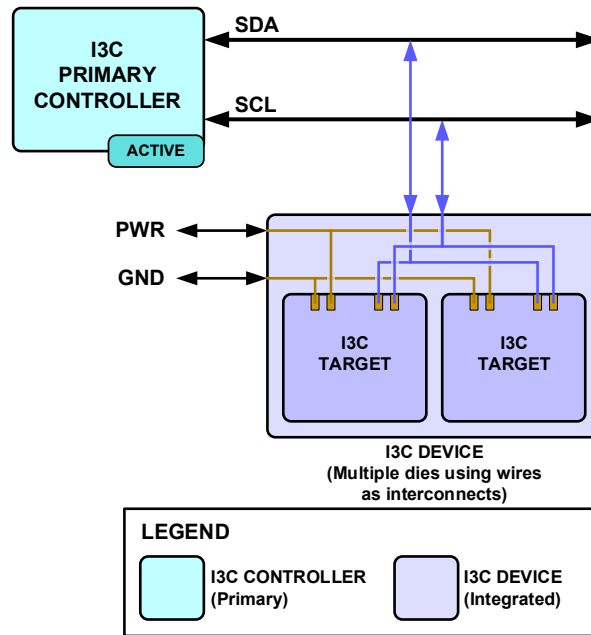 I3C
PRIMARY
CONTROLLER
ACTIVE
SDA
SCL
PWR
GND
I3C
TARGET
I3C
TARGET
I3C DEVICE
(Multiple dies using wires
as interconnects)
LEGEND
I3C CONTROLLER
(Primary)
I3C DEVICE
(Integrated)